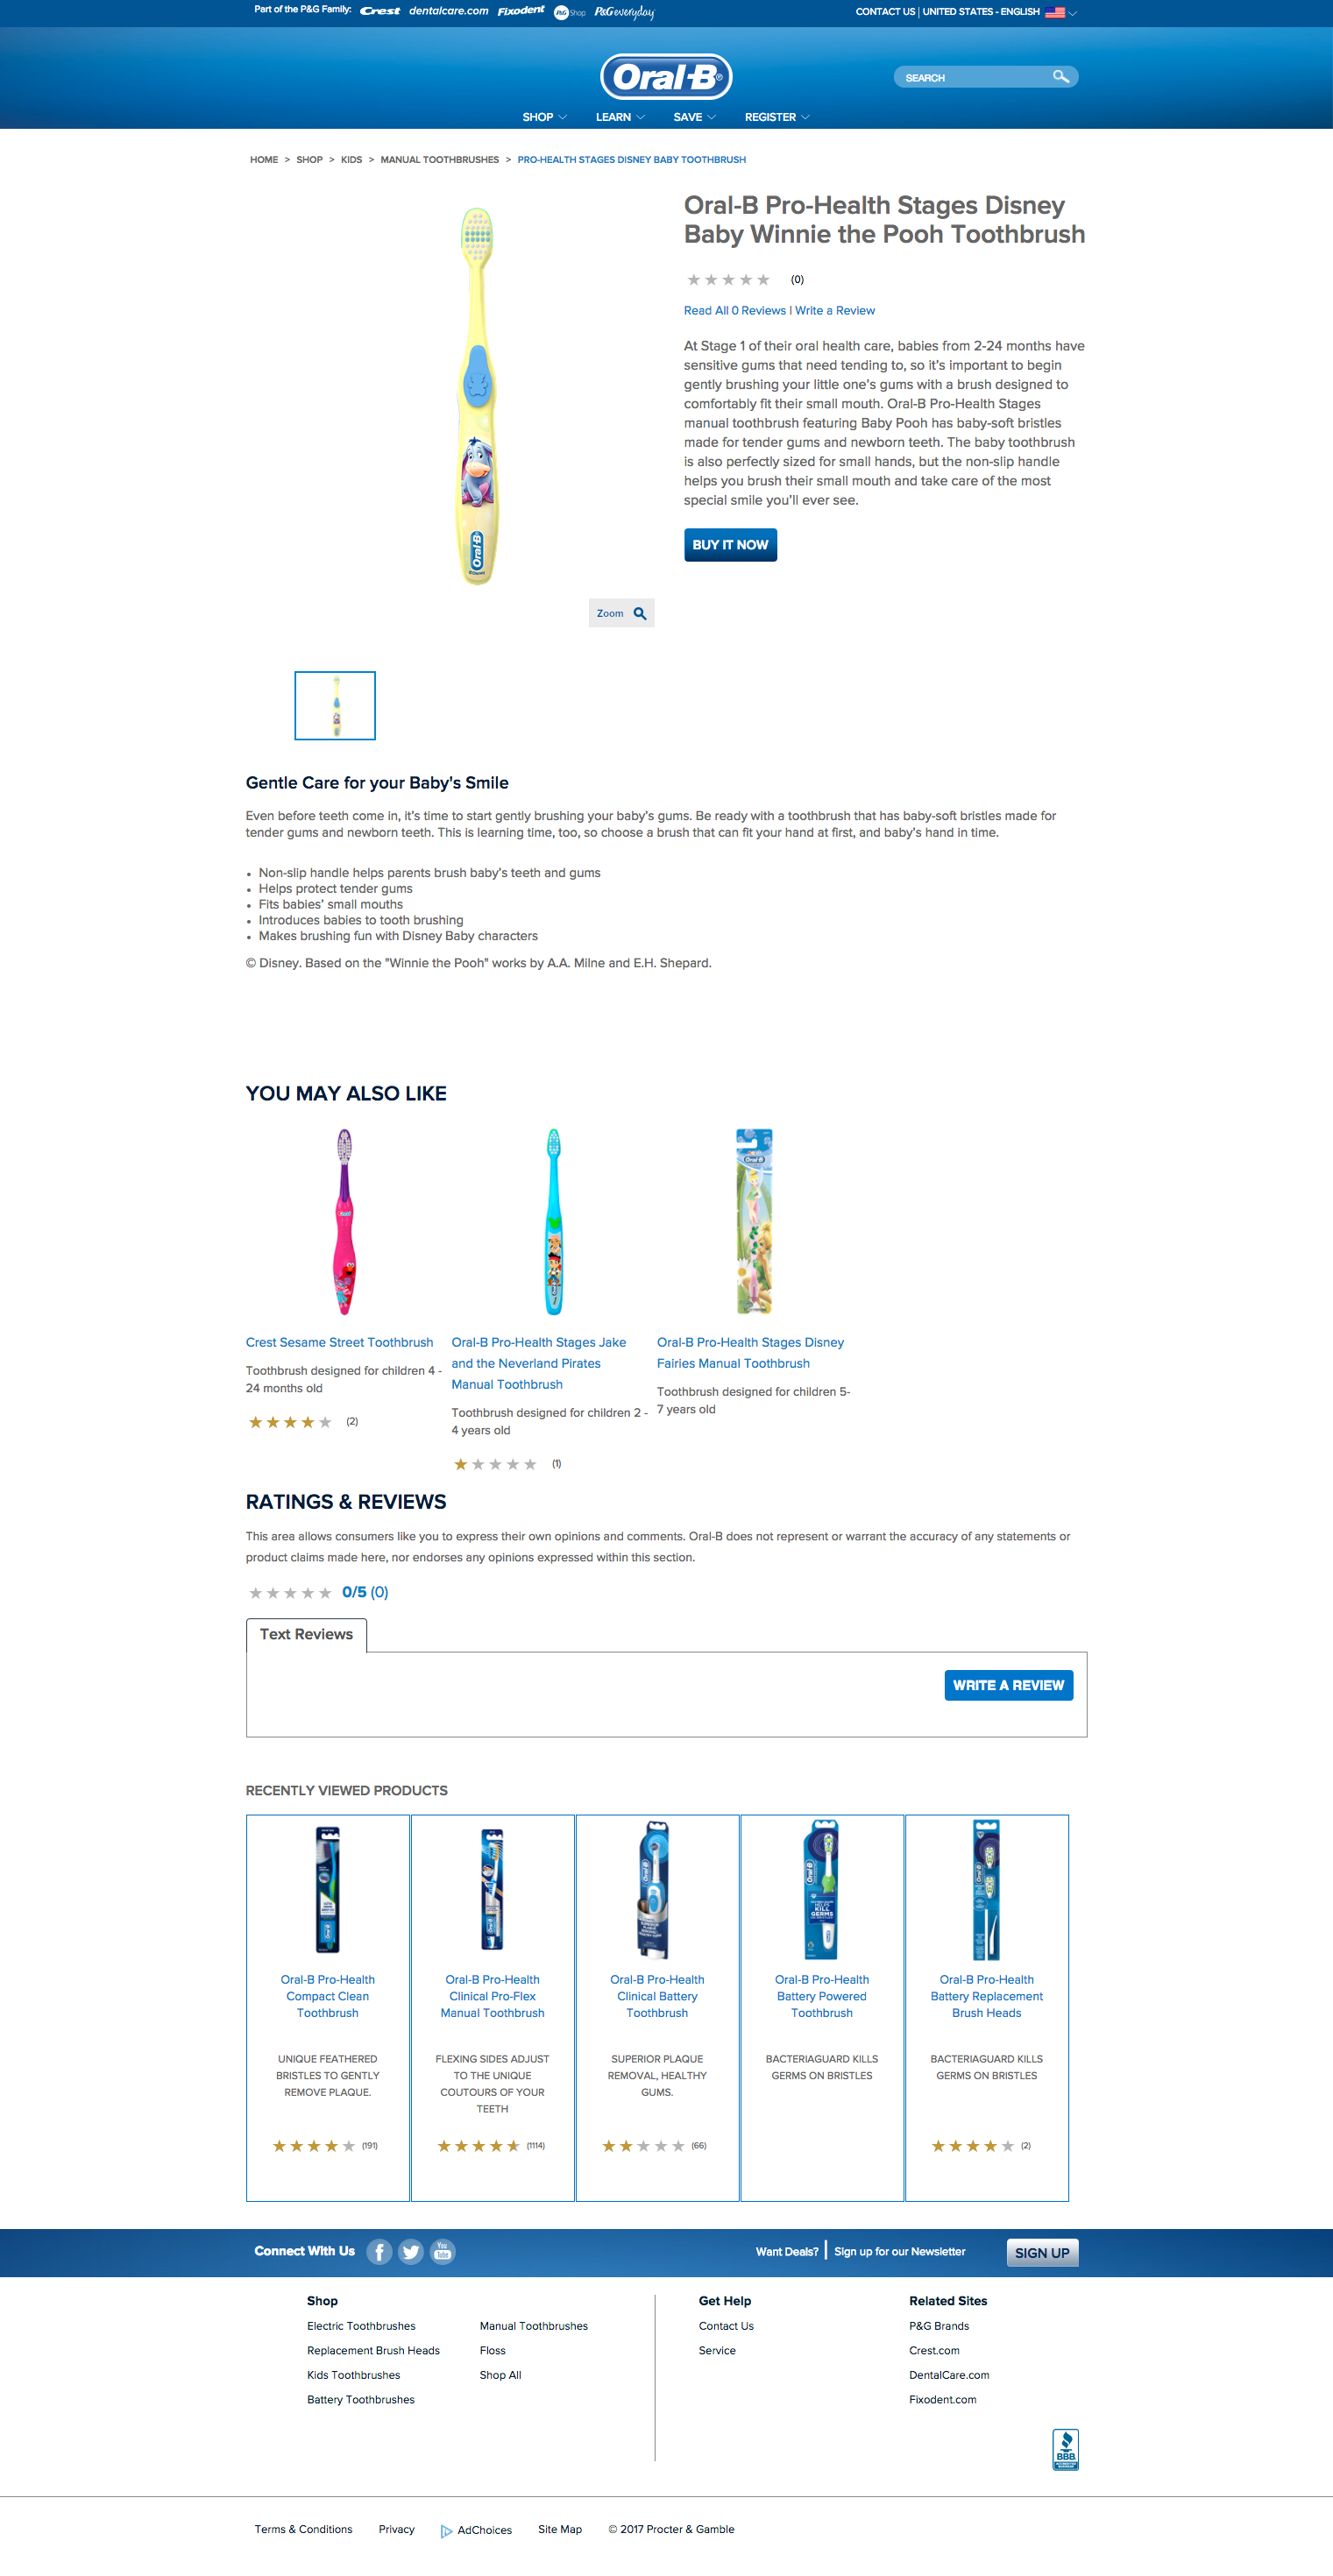 Part of the P&G Family: Crest dentalcare.com Fixodent P&G Shop P&G everyday
CONTACT US | UNITED STATES - ENGLISH
Oral-B®
SEARCH
SHOP LEARN SAVE REGISTER
HOME > SHOP > KIDS > MANUAL TOOTHBRUSHES > PRO-HEALTH STAGES DISNEY BABY TOOTHBRUSH
Oral-B Pro-Health Stages Disney
Baby Winnie the Pooh Toothbrush
(0)
Read All 0 Reviews | Write a Review
At Stage 1 of their oral health care, babies from 2-24 months have
sensitive gums that need tending to, so it's important to begin
gently brushing your little one's gums with a brush designed to
comfortably fit their small mouth. Oral-B Pro-Health Stages
manual toothbrush featuring Baby Pooh has baby-soft bristles
made for tender gums and newborn teeth. The baby toothbrush
is also perfectly sized for small hands, but the non-slip handle
helps you brush their small mouth and take care of the most
special smile you'll ever see.
BUY IT NOW
Oral-B
Zoom
Gentle Care for your Baby's Smile
Even before teeth come in, it's time to start gently brushing your baby's gums. Be ready with a toothbrush that has baby-soft bristles made for
tender gums and newborn teeth. This is learning time, too, so choose a brush that can fit your hand at first, and baby's hand in time.
• Non-slip handle helps parents brush baby's teeth and gums
• Helps protect tender gums
• Fits babies' small mouths
• Introduces babies to tooth brushing
• Makes brushing fun with Disney Baby characters
© Disney. Based on the "Winnie the Pooh" works by A.A. Milne and E.H. Shepard.
YOU MAY ALSO LIKE
Oral-B
Crest Sesame Street Toothbrush
Toothbrush designed for children 4 -
24 months old
(2)
Oral-B Pro-Health Stages Jake
and the Neverland Pirates
Manual Toothbrush
Toothbrush designed for children 2 -
4 years old
(1)
Oral-B Pro-Health Stages Disney
Fairies Manual Toothbrush
Toothbrush designed for children 5-
7 years old
RATINGS & REVIEWS
This area allows consumers like you to express their own opinions and comments. Oral-B does not represent or warrant the accuracy of any statements or
product claims made here, nor endorses any opinions expressed within this section.
0/5 (0)
Text Reviews
WRITE A REVIEW
RECENTLY VIEWED PRODUCTS
Oral-B Pro-Health
Compact Clean
Toothbrush
UNIQUE FEATHERED
BRISTLES TO GENTLY
REMOVE PLAQUE.
(191)
Oral-B Pro-Health
Clinical Pro-Flex
Manual Toothbrush
FLEXING SIDES ADJUST
TO THE UNIQUE
COUTOURS OF YOUR
TEETH
(1114)
Oral-B
Oral-B Pro-Health
Clinical Battery
Toothbrush
SUPERIOR PLAQUE
REMOVAL, HEALTHY
GUMS.
(66)
Oral-B
KILL
GERMS
Oral-B Pro-Health
Battery Powered
Toothbrush
BACTERIAGUARD KILLS
GERMS ON BRISTLES
Oral-B
Oral-B Pro-Health
Battery Replacement
Brush Heads
BACTERIAGUARD KILLS
GERMS ON BRISTLES
(2)
Connect With Us
You
Tube
Want Deals? | Sign up for our Newsletter
SIGN UP
Shop
Electric Toothbrushes
Replacement Brush Heads
Kids Toothbrushes
Battery Toothbrushes
Manual Toothbrushes
Floss
Shop All
Get Help
Contact Us
Service
Related Sites
P&G Brands
Crest.com
DentalCare.com
Fixodent.com
BBB
Terms & Conditions Privacy AdChoices Site Map © 2017 Procter & Gamble